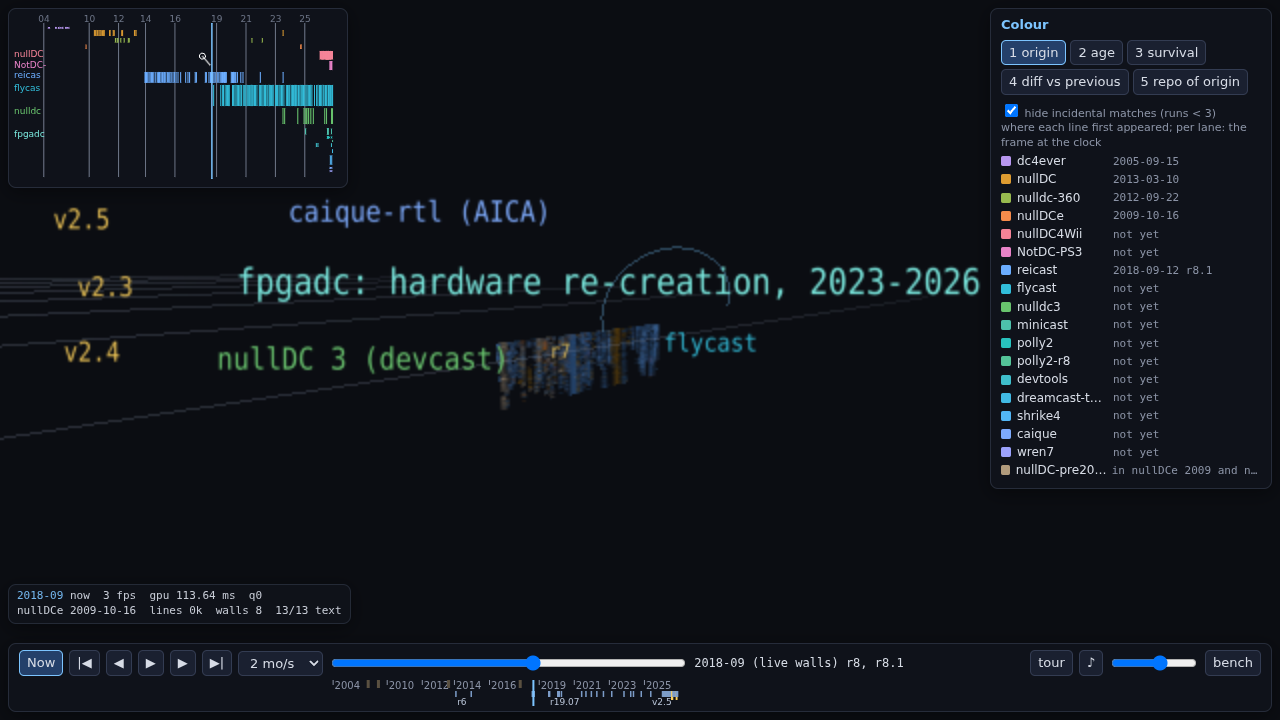 04 10 12 14 16 19 21 23 25
nullDC
NotDC-
reicas
flycas
nulldc
fpgadc
Colour
1 origin 2 age 3 survival
4 diff vs previous 5 repo of origin
hide incidental matches (runs < 3)
where each line first appeared; per lane: the
frame at the clock
dc4ever 2005-09-15
nullDC 2013-03-10
nulldc-360 2012-09-22
nullDCe 2009-10-16
nullDC4Wii not yet
NotDC-PS3 not yet
reicast 2018-09-12 r8.1
flycast not yet
nulldc3 not yet
minicast not yet
polly2 not yet
polly2-r8 not yet
devtools not yet
dreamcast-t… not yet
shrike4 not yet
caique not yet
wren7 not yet
nullDC-pre20… in nullDCe 2009 and n…
v2.5 caique-rtl (AICA)
v2.3 fpgadc: hardware re-creation, 2023-2026
v2.4 nullDC 3 (devcast) r7 flycast
2018-09 now 3 fps gpu 113.64 ms q0
nullDCe 2009-10-16 lines 0k walls 8 13/13 text
Now |◀ ◀ ▶ ▶ ▶| 2 mo/s 2018-09 (live walls) r8, r8.1 tour ♪ bench
2004 2010 2012 2014 2016 2019 2021 2023 2025
r6 r19.07 v2.5